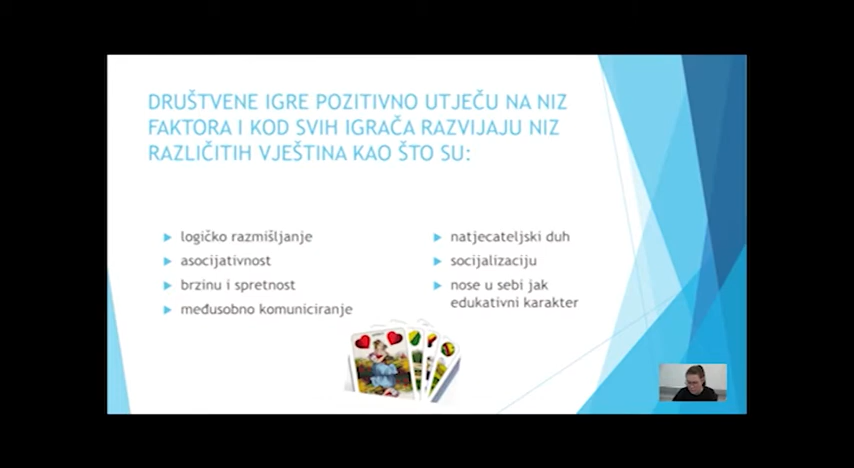 DRUŠTVENE IGRE POZITIVNO UTJEČU NA NIZ
FAKTORA I KOD SVIH IGRAČA RAZVIJAJU NIZ
RAZLIČITIH VJEŠTINA KAO ŠTO SU:
logičko razmišljanje
asocijativnost
brzinu i spretnost
međusobno komuniciranje
natjecateljski duh
socijalizaciju
nose u sebi jak
edukativni karakter